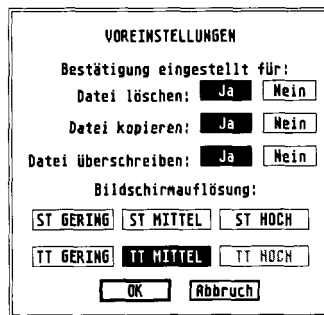 VOREINSTELLUNGEN
Bestätigung eingestellt für:
Datei löschen: Ja Nein
Datei kopieren: Ja Nein
Datei überschreiben: Ja Nein
Bildschirmauflösung:
ST GERING ST MITTEL ST HOCH
TT GERING TT MITTEL TT HOCH
OK Abbruch